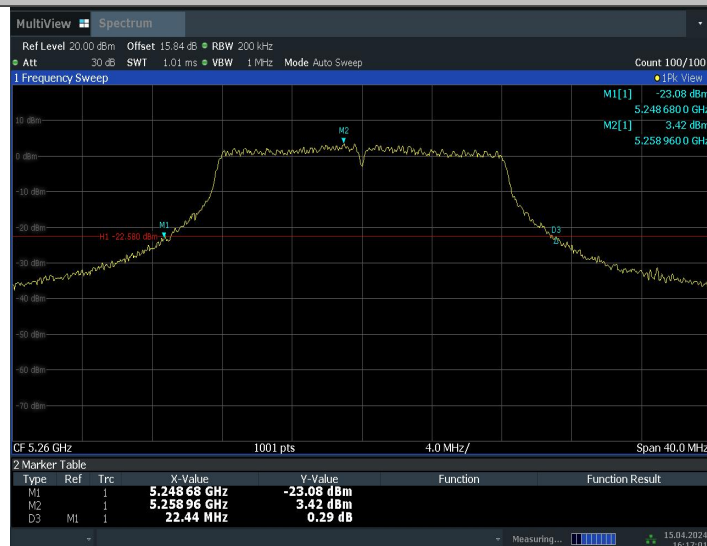 MultiView Spectrum
Ref Level 20.00 dBm Offset 15.84 dB RBW 200 kHz
Att 30 dB SWT 1.01 ms VBW 1 MHz Mode Auto Sweep Count 100/100
1 Frequency Sweep 1Pk View
M1[1] -23.08 dBm
5.248 680 0 GHz
10 dBm M2[1] 3.42 dBm
M2 5.258 960 0 GHz
0 dBm
-10 dBm
-20 dBm
M1 D3
H1 -22.580 dBm
-30 dBm
-40 dBm
-50 dBm
-60 dBm
-70 dBm
CF 5.26 GHz 1001 pts 4.0 MHz/ Span 40.0 MHz
2 Marker Table
Type Ref Trc X-Value Y-Value Function Function Result
M1 1 5.248 68 GHz -23.08 dBm
M2 1 5.258 96 GHz 3.42 dBm
D3 M1 1 22.44 MHz 0.29 dB
Measuring... 15.04.2024
16:17:01